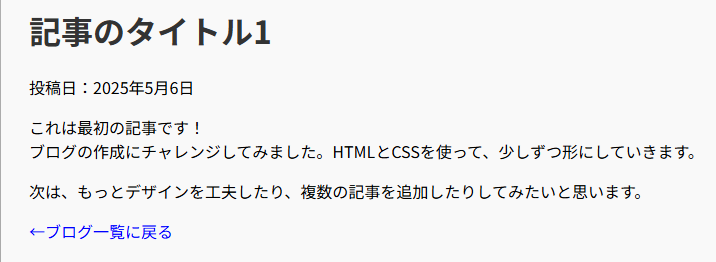 記事のタイトル1
投稿日：2025年5月6日
これは最初の記事です！
ブログの作成にチャレンジしてみました。HTMLとCSSを使って、少しずつ形にしていきます。
次は、もっとデザインを工夫したり、複数の記事を追加したりしてみたいと思います。
←ブログ一覧に戻る